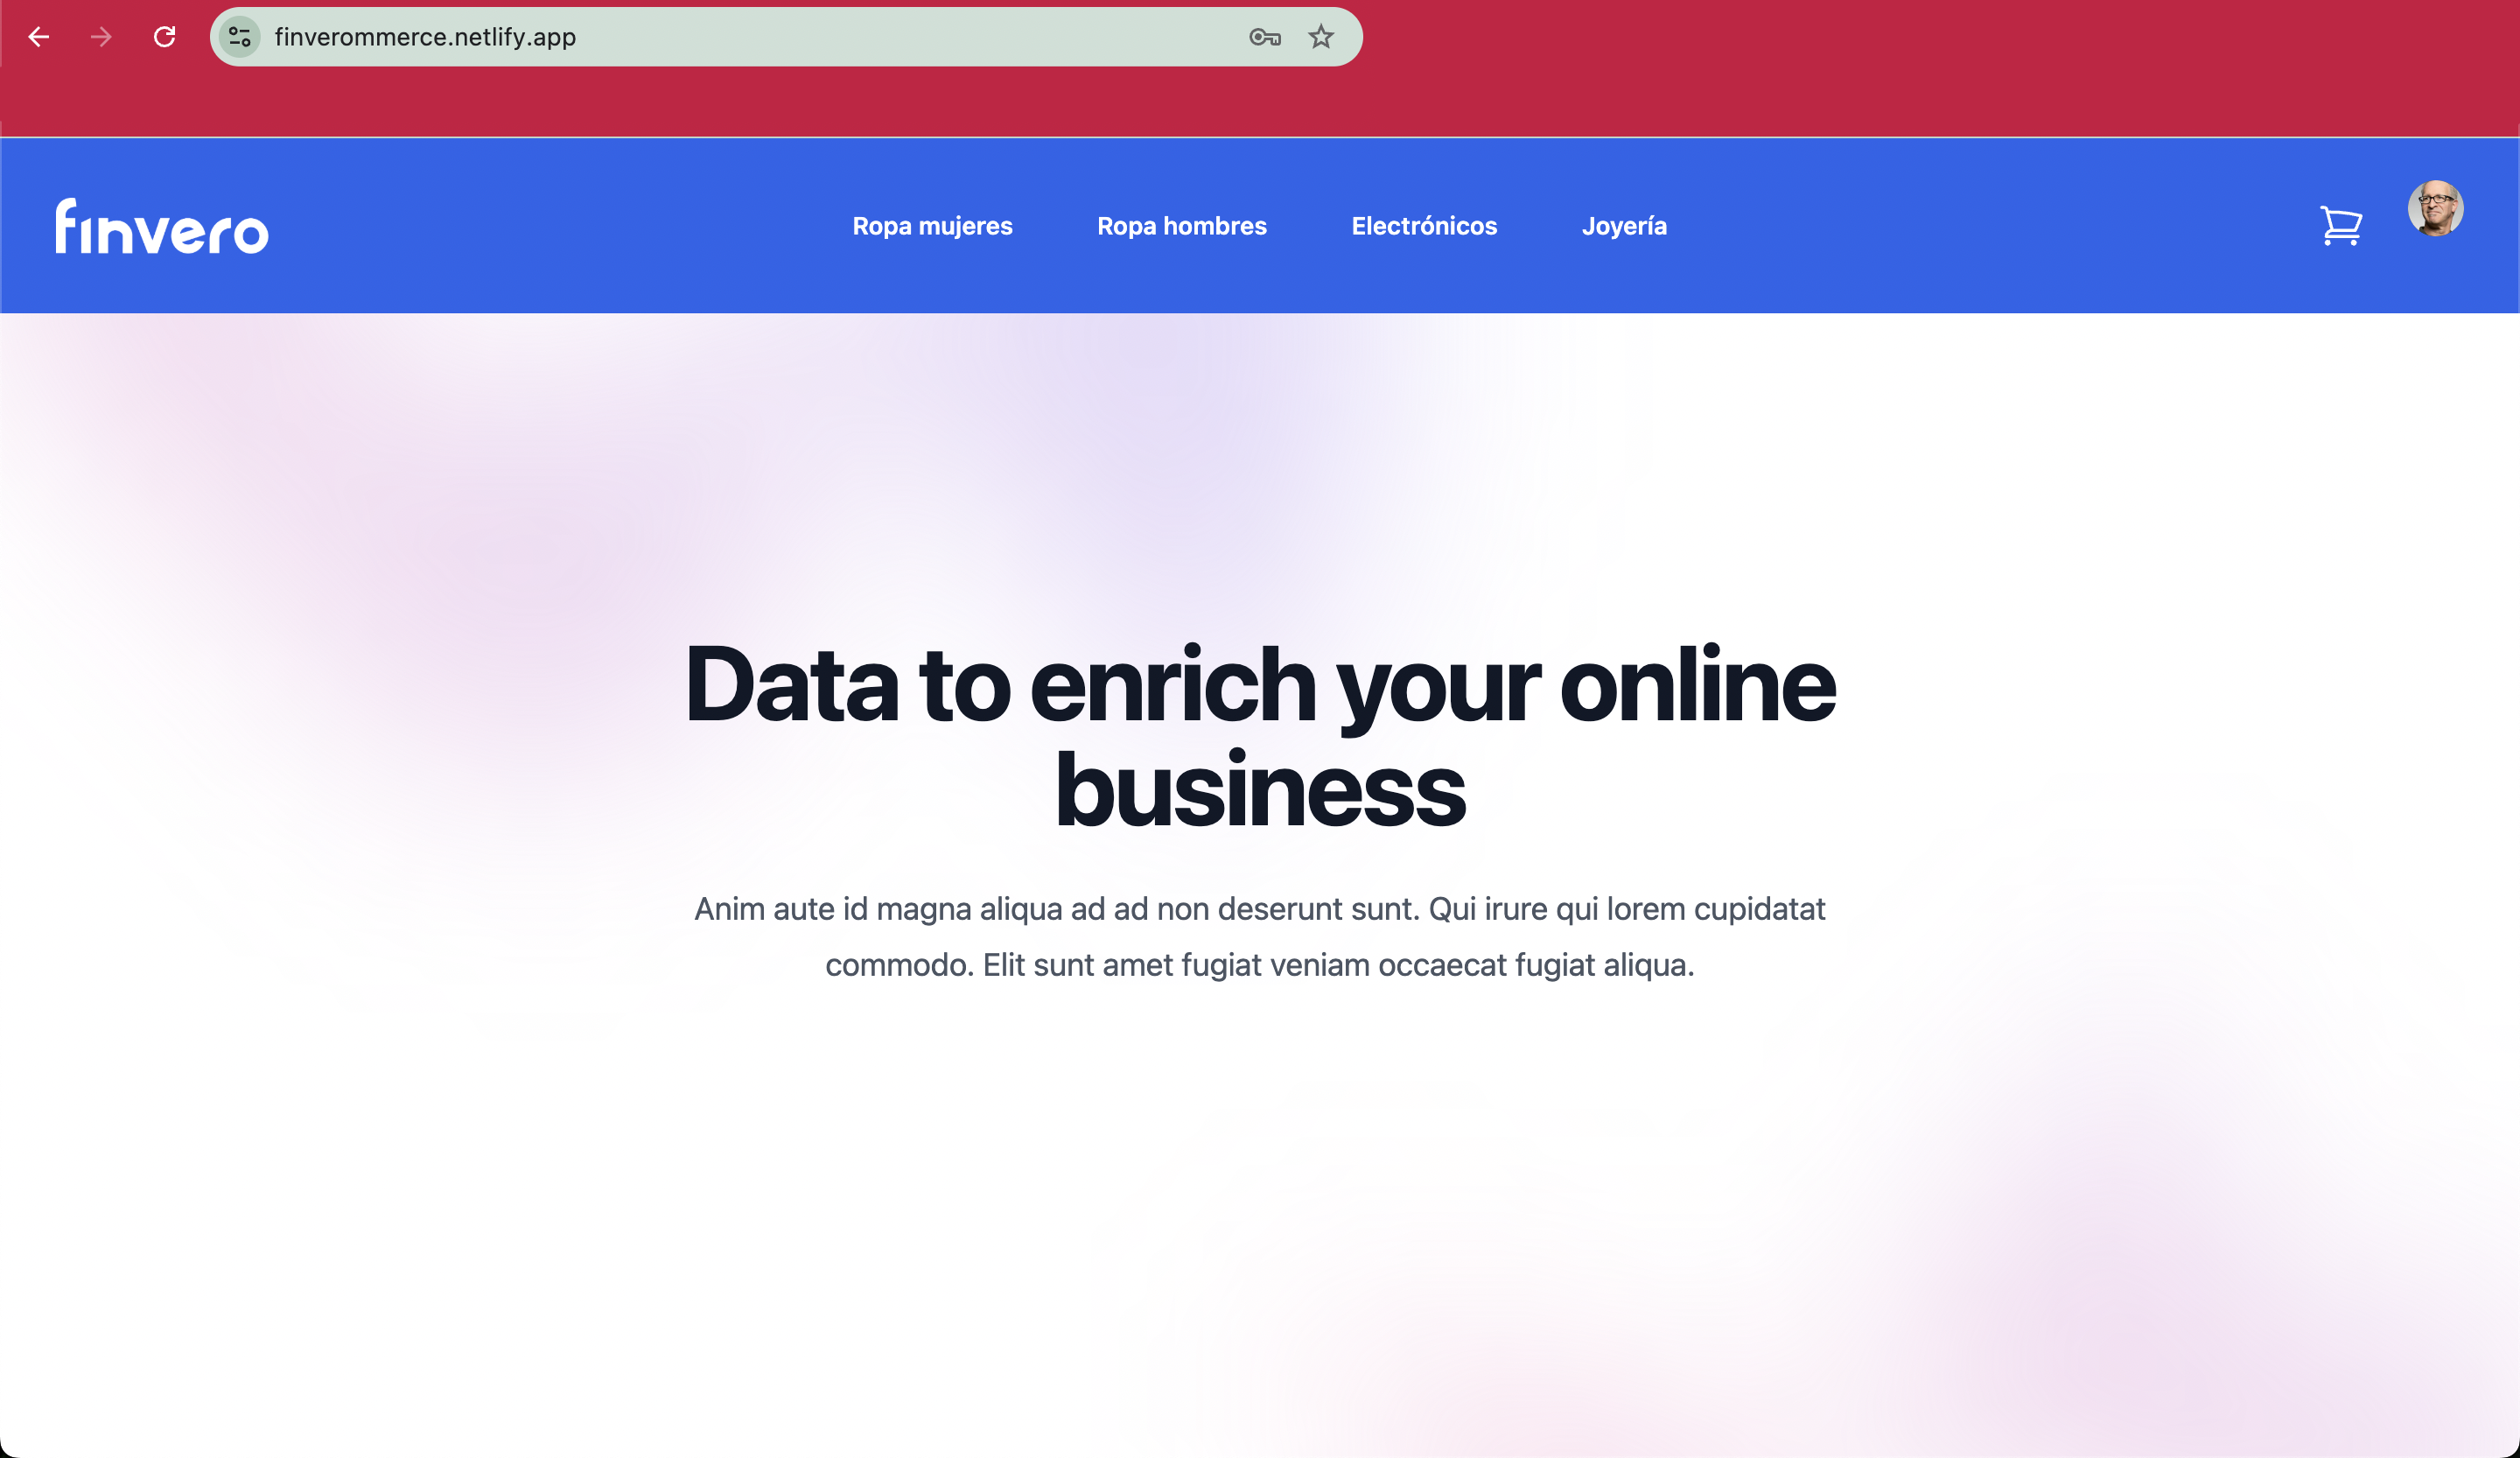 finverommerce.netlify.app
finvero
Ropa mujeres
Ropa hombres
Electrónicos
Joyería
Data to enrich your online
business
Anim aute id magna aliqua ad ad non deserunt sunt. Qui irure qui lorem cupidatat
commodo. Elit sunt amet fugiat veniam occaecat fugiat aliqua.